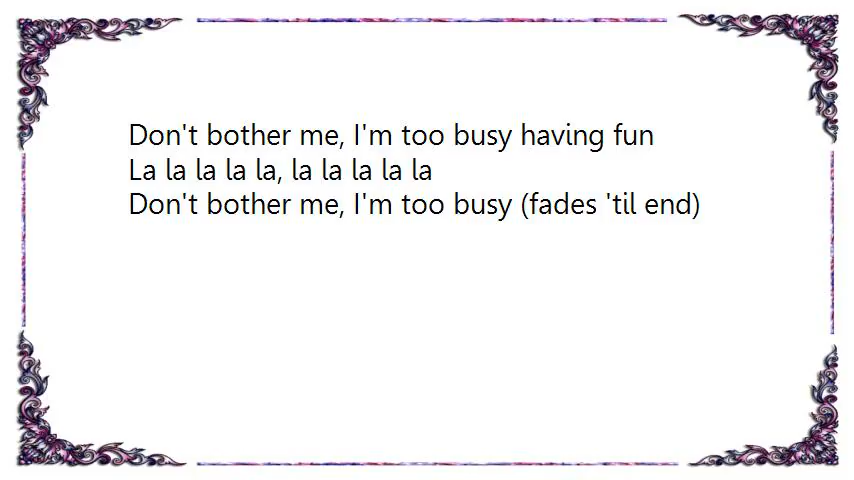 Don't bother me, I'm too busy having fun
La la la la la, la la la la la
Don't bother me, I'm too busy (fades 'til end)